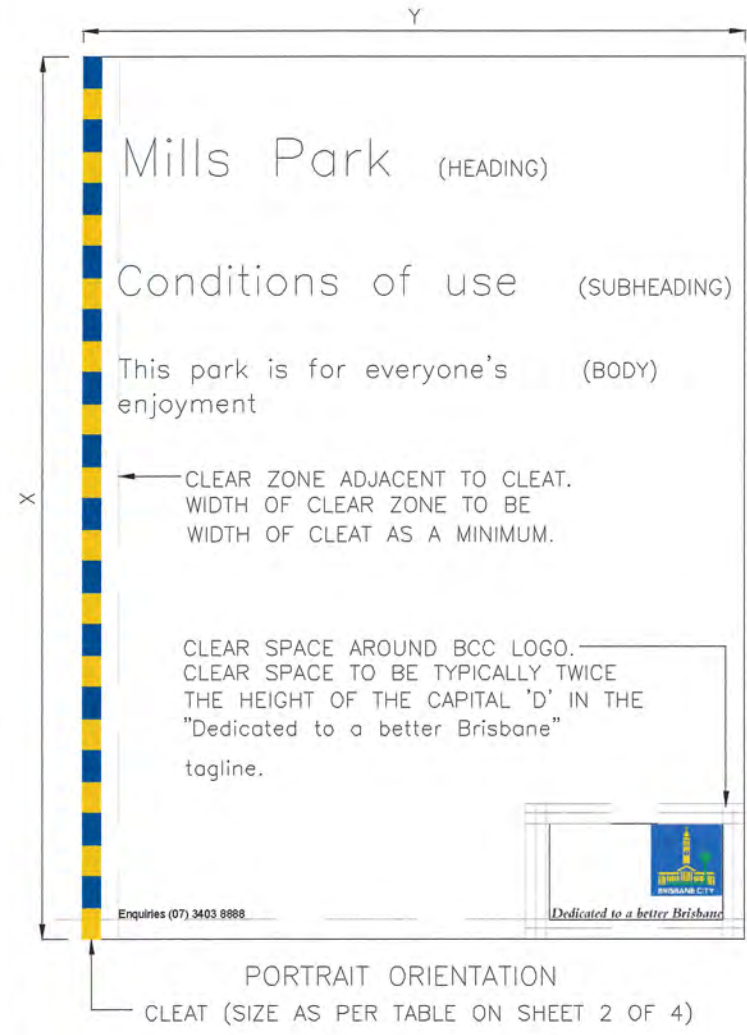 Y
X
Mills Park (HEADING)
Conditions of use (SUBHEADING)
This park is for everyone's (BODY)
enjoyment
CLEAR ZONE ADJACENT TO CLEAT.
WIDTH OF CLEAR ZONE TO BE
WIDTH OF CLEAT AS A MINIMUM.
CLEAR SPACE AROUND BCC LOGO.
CLEAR SPACE TO BE TYPICALLY TWICE
THE HEIGHT OF THE CAPITAL 'D' IN THE
"Dedicated to a better Brisbane"
tagline.
BRISBANE CITY
Enquiries (07) 3403 8888
Dedicated to a better Brisbane
PORTRAIT ORIENTATION
CLEAT (SIZE AS PER TABLE ON SHEET 2 OF 4)